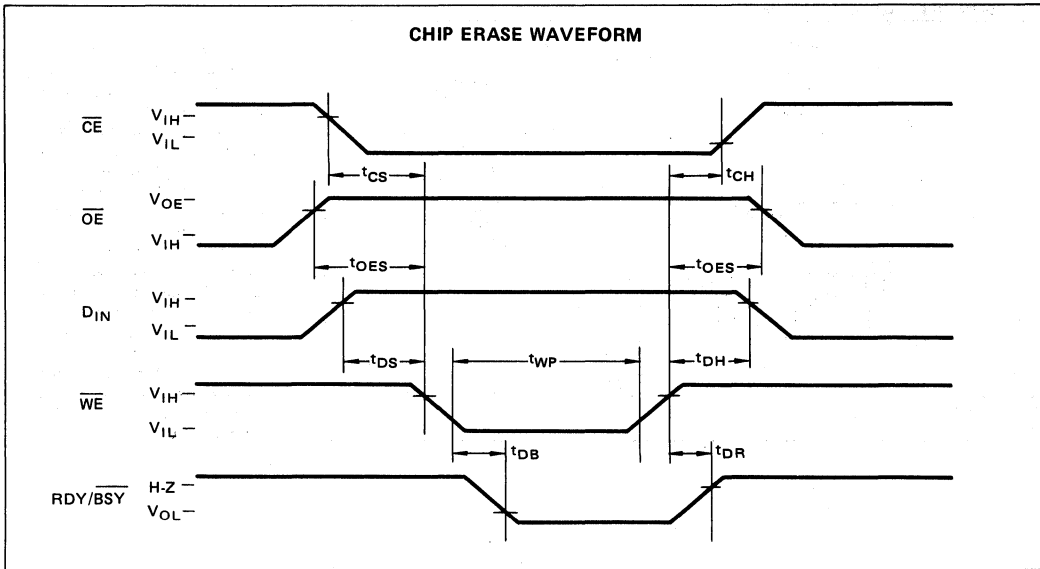 CHIP ERASE WAVEFORM
CE
VIH
VIL
tCS
tCH
OE
VOE
VIH
tOES
tOES
DIN
VIH
VIL
tDS
tWP
tDH
WE
VIH
VIL
tDB
tDR
RDY/BSY
H-Z
VOL